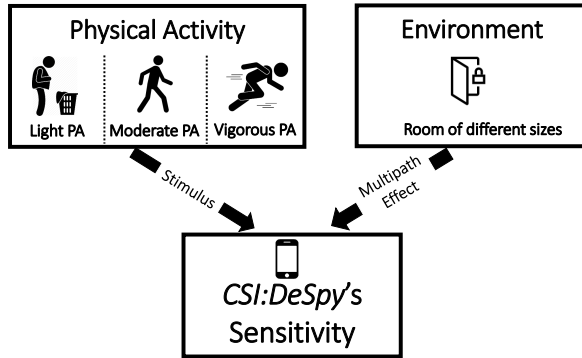 Physical Activity
Light PA
Moderate PA
Vigorous PA
Environment
Room of different sizes
Stimulus
Multipath
Effect
CSI:DeSpy's
Sensitivity